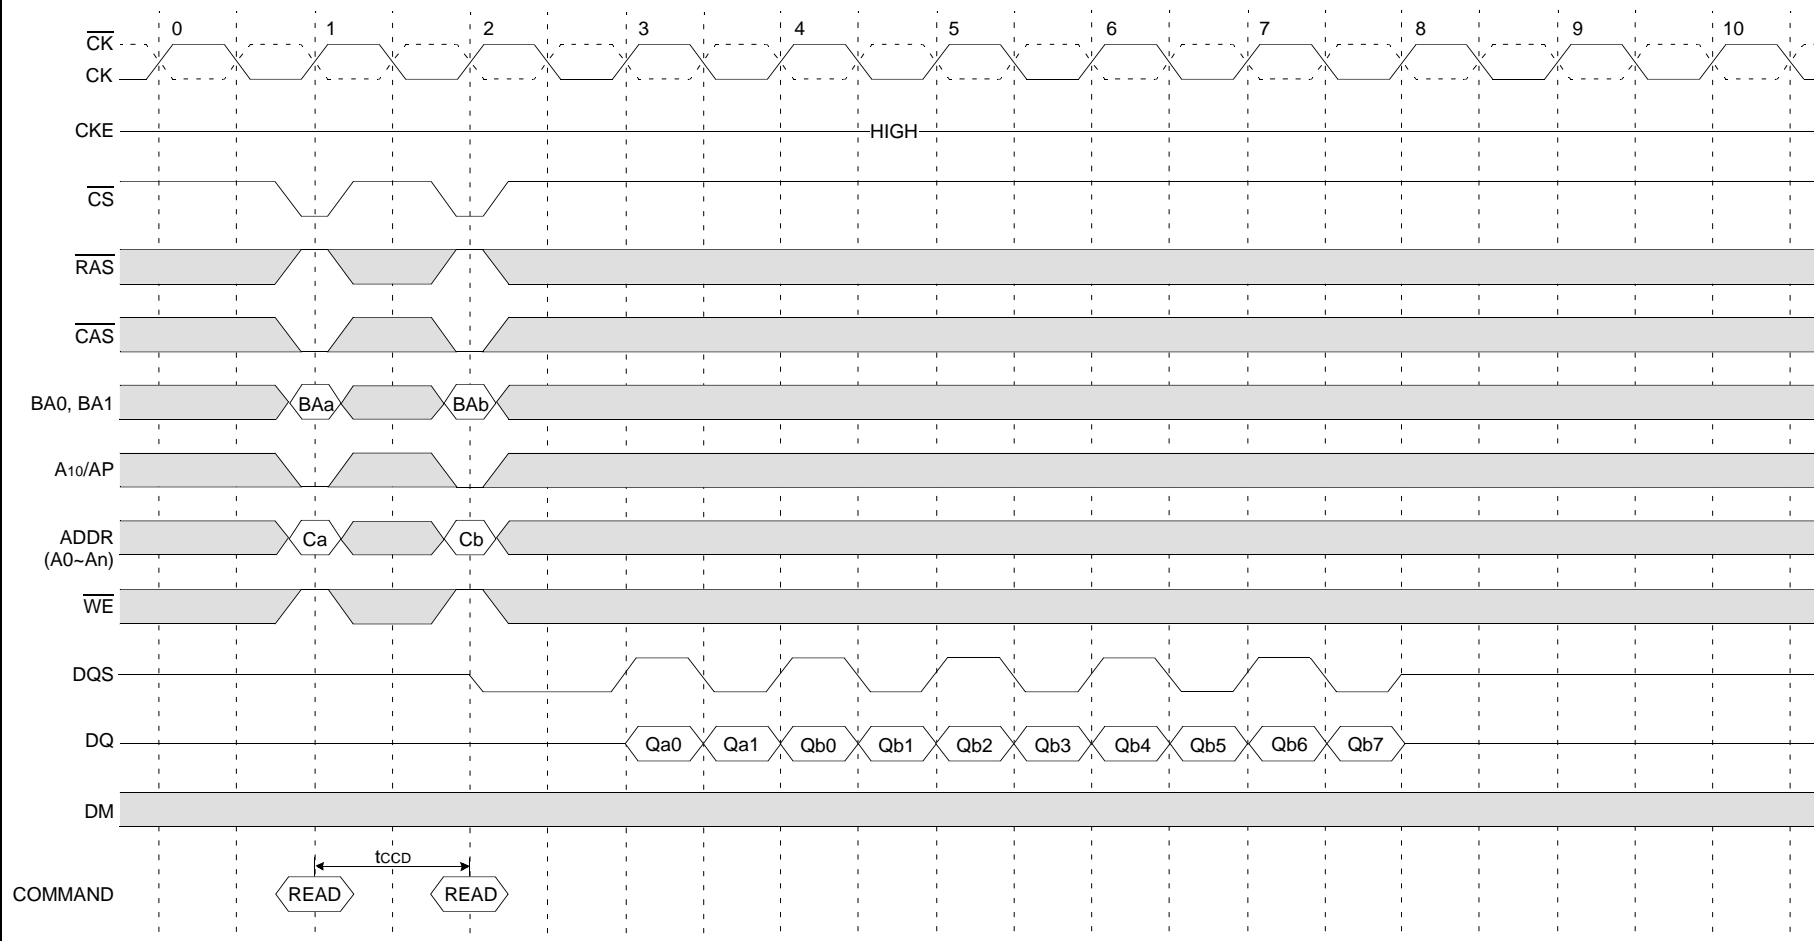 0 1 2 3 4 5 6 7 8 9 10
CK
CK
CKE HIGH
CS
RAS
CAS
BA0, BA1 BAa BAb
A10/AP
ADDR Ca Cb
(A0~An)
WE
DQS
DQ Qa0 Qa1 Qb0 Qb1 Qb2 Qb3 Qb4 Qb5 Qb6 Qb7
DM
tCCD
COMMAND READ READ